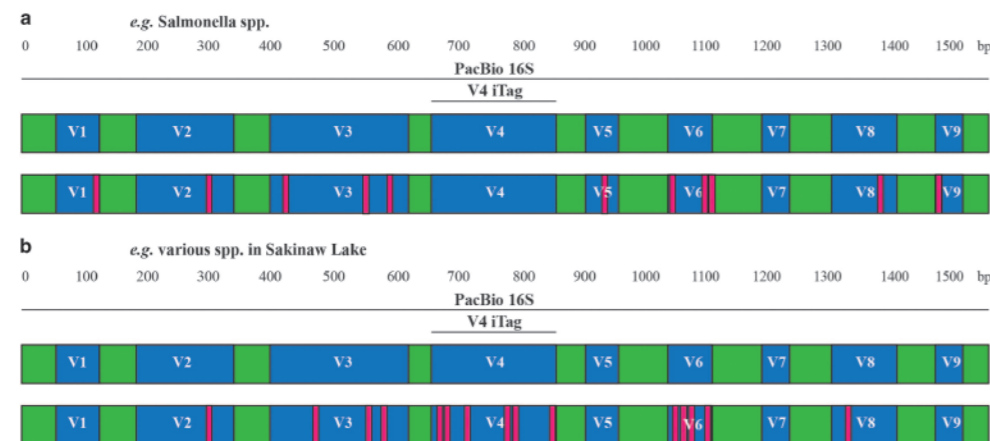 a
e.g. Salmonella spp.
0 100 200 300 400 500 600 700 800 900 1000 1100 1200 1300 1400 1500 bp
PacBio 16S
V4 iTag
V1 V2 V3 V4 V5 V6 V7 V8 V9
V1 V2 V3 V4 V5 V6 V7 V8 V9
b
e.g. various spp. in Sakinaw Lake
0 100 200 300 400 500 600 700 800 900 1000 1100 1200 1300 1400 1500 bp
PacBio 16S
V4 iTag
V1 V2 V3 V4 V5 V6 V7 V8 V9
V1 V2 V3 V4 V5 V6 V7 V8 V9